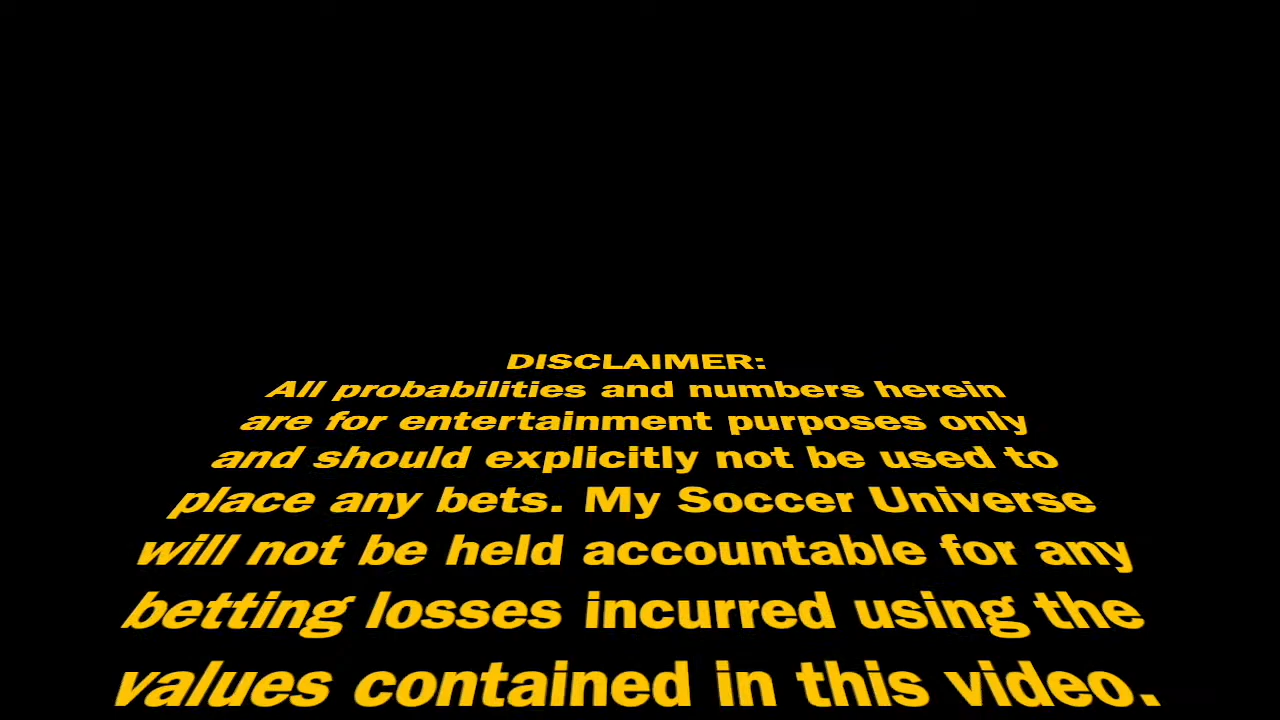 DISCLAIMER:
All probabilities and numbers herein
are for entertainment purposes only
and should explicitly not be used to
place any bets. My Soccer Universe
will not be held accountable for any
betting losses incurred using the
values contained in this video.